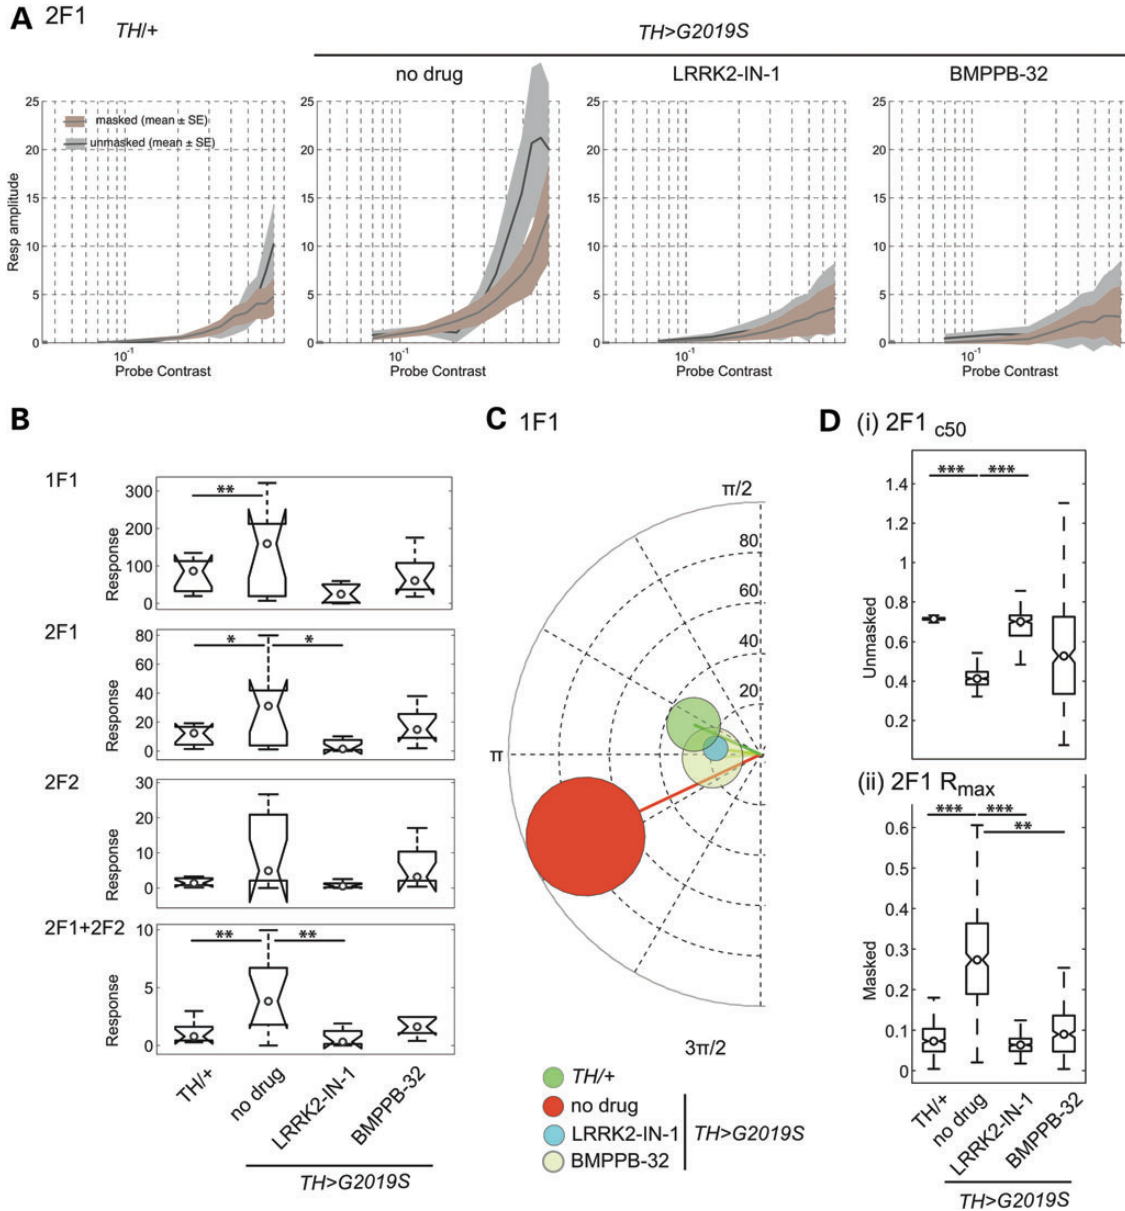 A 2F1
TH/+
TH>G2019S
no drug
LRRK2-IN-1
BMPPB-32
masked (mean ± SE)
unmasked (mean ± SE)
Resp amplitude
25
20
15
10
5
0
10⁻¹
Probe Contrast
25
20
15
10
5
0
10⁻¹
Probe Contrast
25
20
15
10
5
0
10⁻¹
Probe Contrast
25
20
15
10
5
0
10⁻¹
Probe Contrast
B
1F1
Response
300
200
100
0
**
2F1
Response
80
60
40
20
0
* *
2F2
Response
30
20
10
0
2F1+2F2
Response
10
5
0
** **
TH/+
no drug
LRRK2-IN-1
BMPPB-32
TH>G2019S
C 1F1
π/2
80
60
40
20
π
3π/2
TH/+
no drug
LRRK2-IN-1
BMPPB-32
TH>G2019S
D (i) 2F1 c50
Unmasked
1.4
1.2
1
0.8
0.6
0.4
0.2
*** ***
(ii) 2F1 Rmax
Masked
0.6
0.5
0.4
0.3
0.2
0.1
0
*** ***
**
TH/+
no drug
LRRK2-IN-1
BMPPB-32
TH>G2019S